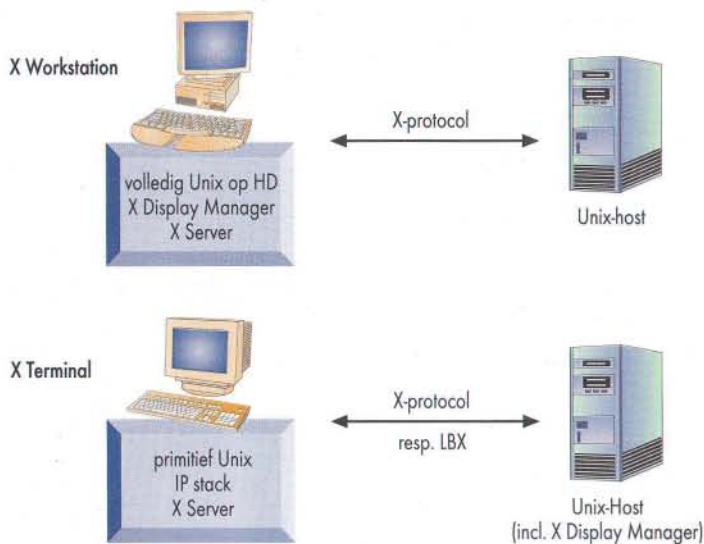 X Workstation
X-protocol
volledig Unix op HD
X Display Manager
X Server
Unix-host
X Terminal
X-protocol
resp. LBX
primitief Unix
IP stack
X Server
Unix-Host
(incl. X Display Manager)